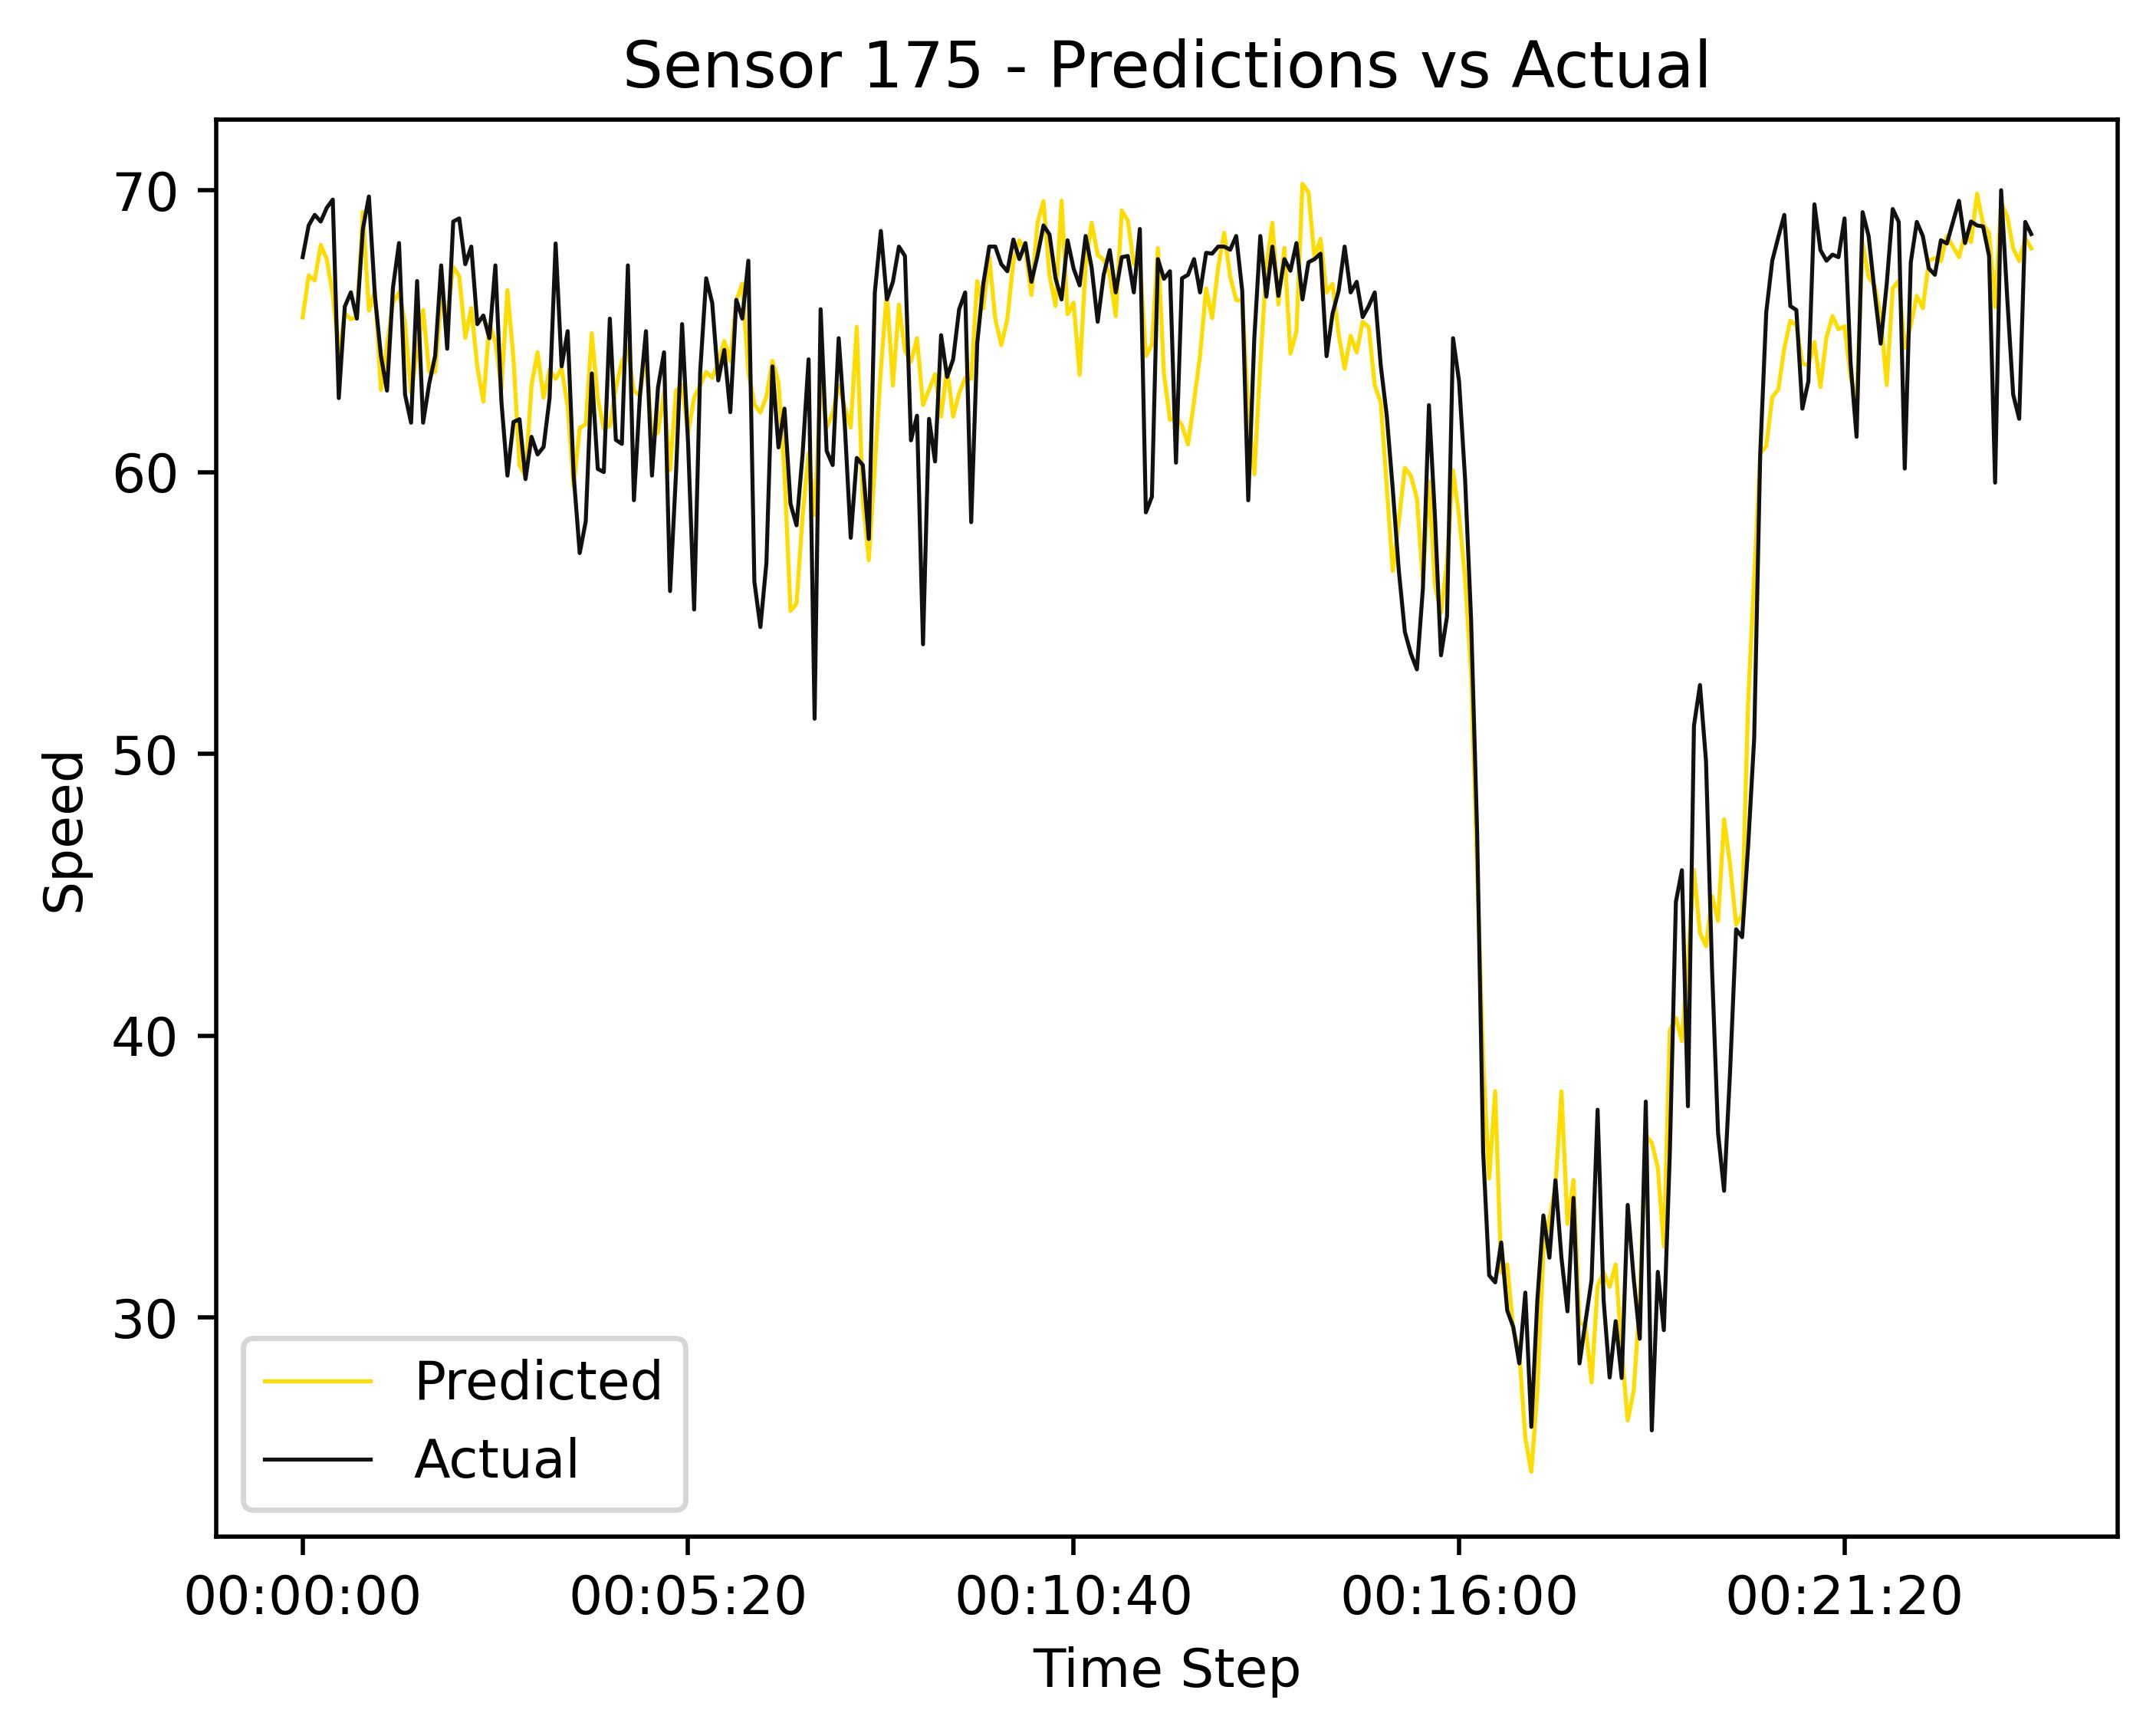 Sensor 175 - Predictions vs Actual
70
60
50
40
30
Speed
Predicted
Actual
00:00:00 00:05:20 00:10:40 00:16:00 00:21:20
Time Step